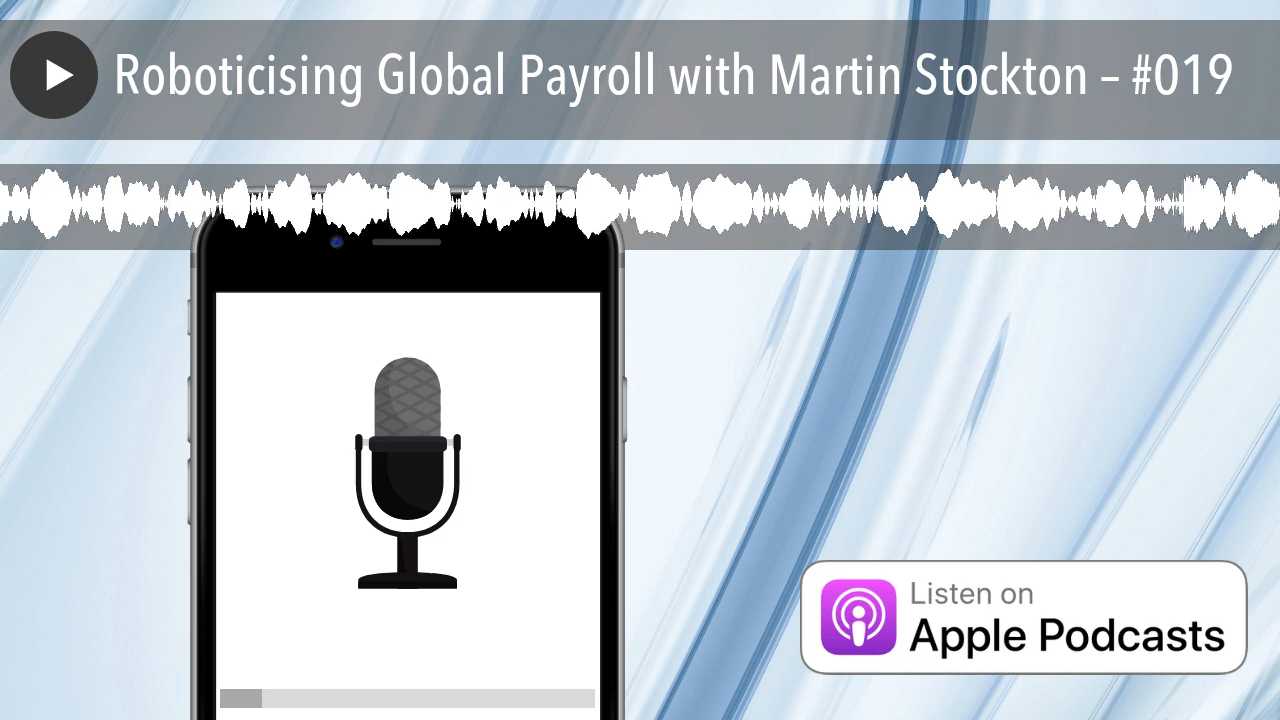 Roboticising Global Payroll with Martin Stockton – #019
Listen on
Apple Podcasts